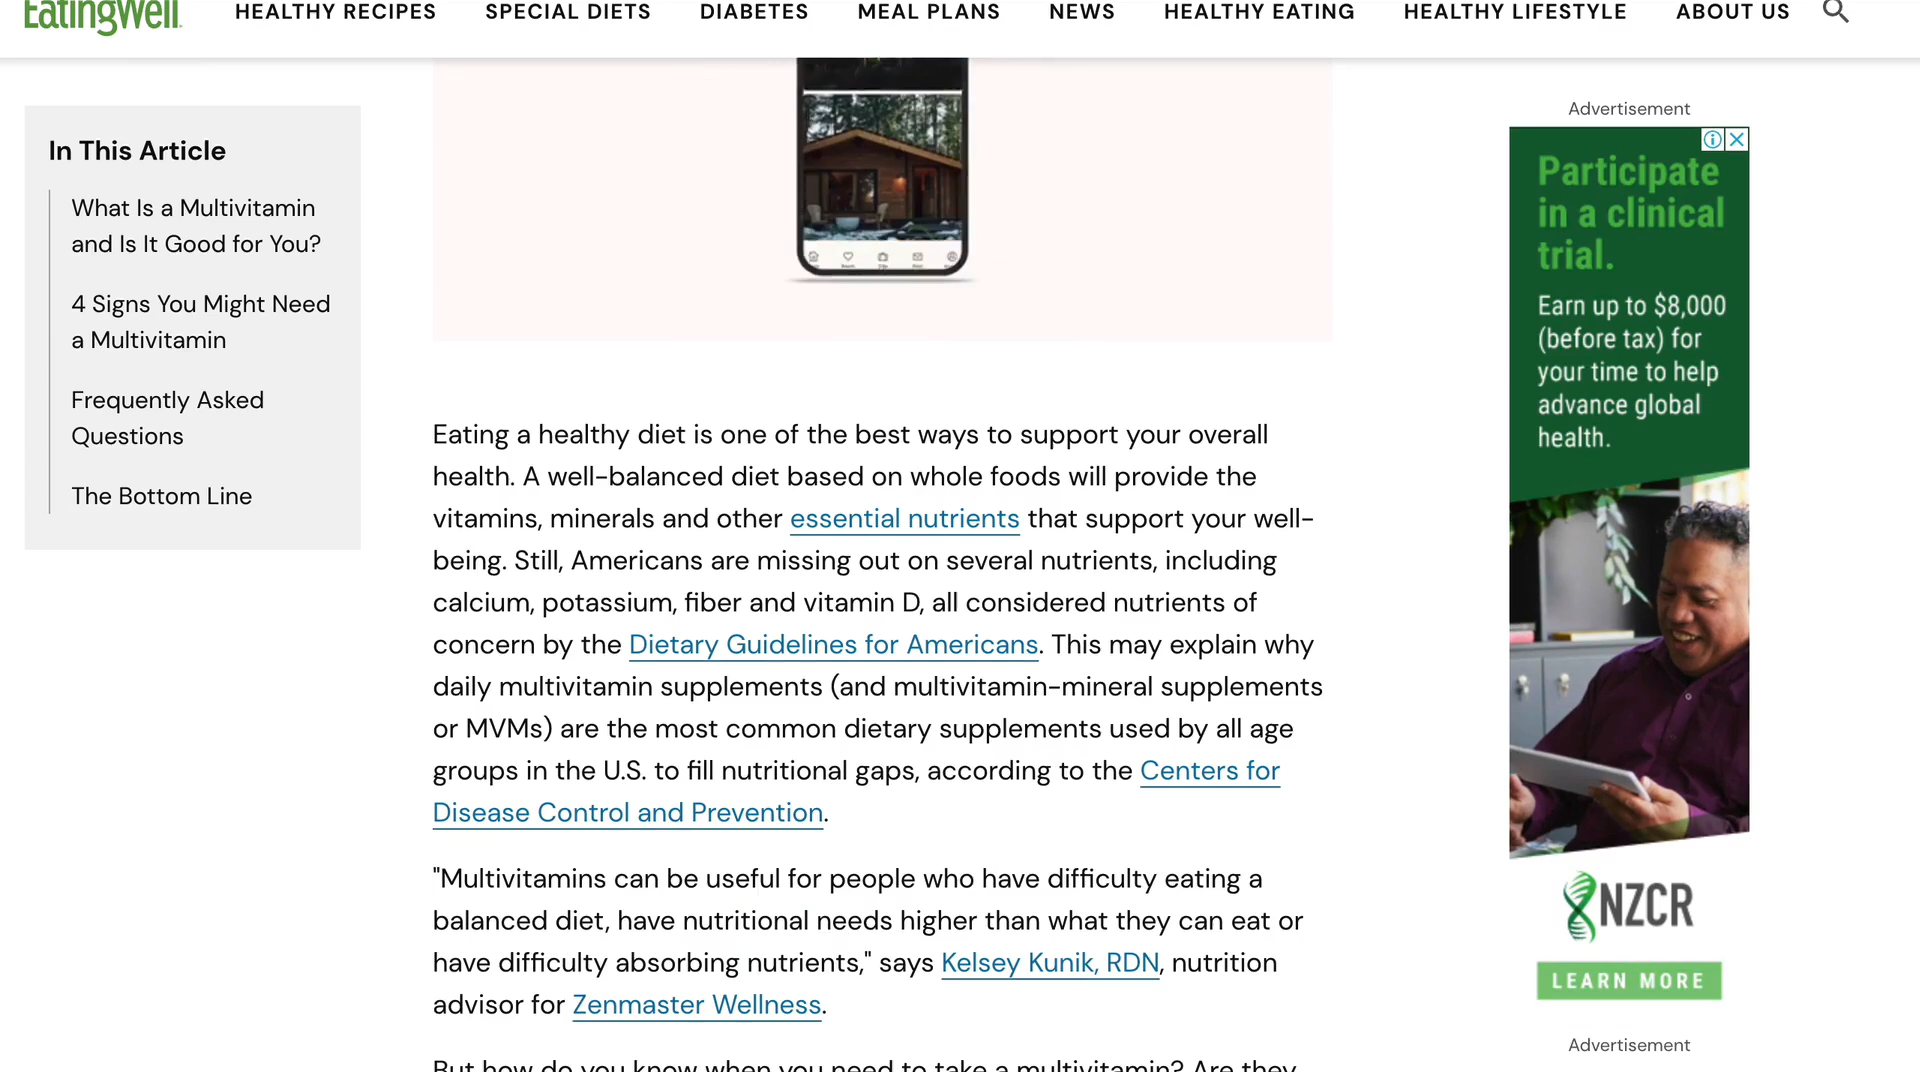 EatingWell
HEALTHY RECIPES
SPECIAL DIETS
DIABETES
MEAL PLANS
NEWS
HEALTHY EATING
HEALTHY LIFESTYLE
ABOUT US
In This Article
What Is a Multivitamin
and Is It Good for You?
4 Signs You Might Need
a Multivitamin
Frequently Asked
Questions
The Bottom Line
Eating a healthy diet is one of the best ways to support your overall
health. A well-balanced diet based on whole foods will provide the
vitamins, minerals and other essential nutrients that support your well-
being. Still, Americans are missing out on several nutrients, including
calcium, potassium, fiber and vitamin D, all considered nutrients of
concern by the Dietary Guidelines for Americans. This may explain why
daily multivitamin supplements (and multivitamin-mineral supplements
or MVMs) are the most common dietary supplements used by all age
groups in the U.S. to fill nutritional gaps, according to the Centers for
Disease Control and Prevention.
"Multivitamins can be useful for people who have difficulty eating a
balanced diet, have nutritional needs higher than what they can eat or
have difficulty absorbing nutrients," says Kelsey Kunik, RDN, nutrition
advisor for Zenmaster Wellness.
But how do you know when you need to take a multivitamin? Are they
Advertisement
Participate
in a clinical
trial.
Earn up to $8,000
(before tax) for
your time to help
advance global
health.
NZCR
LEARN MORE
Advertisement